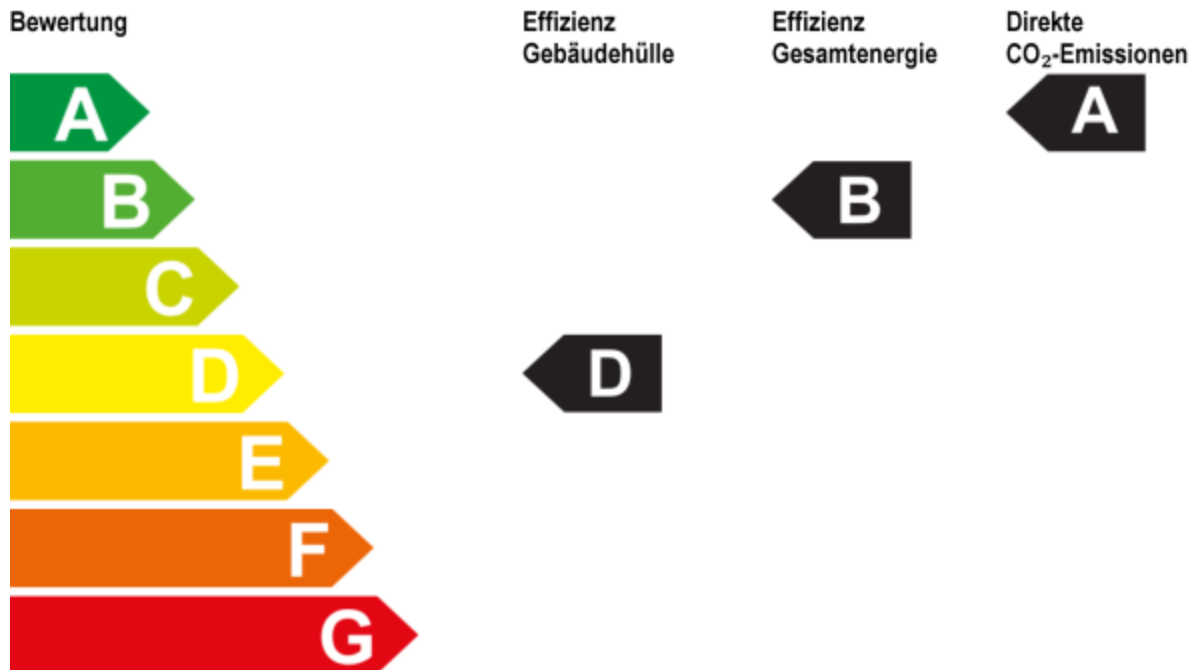 Bewertung
Effizienz
Gebäudehülle
Effizienz
Gesamtenergie
Direkte
CO₂-Emissionen
A
A
B
B
C
D
D
E
F
G